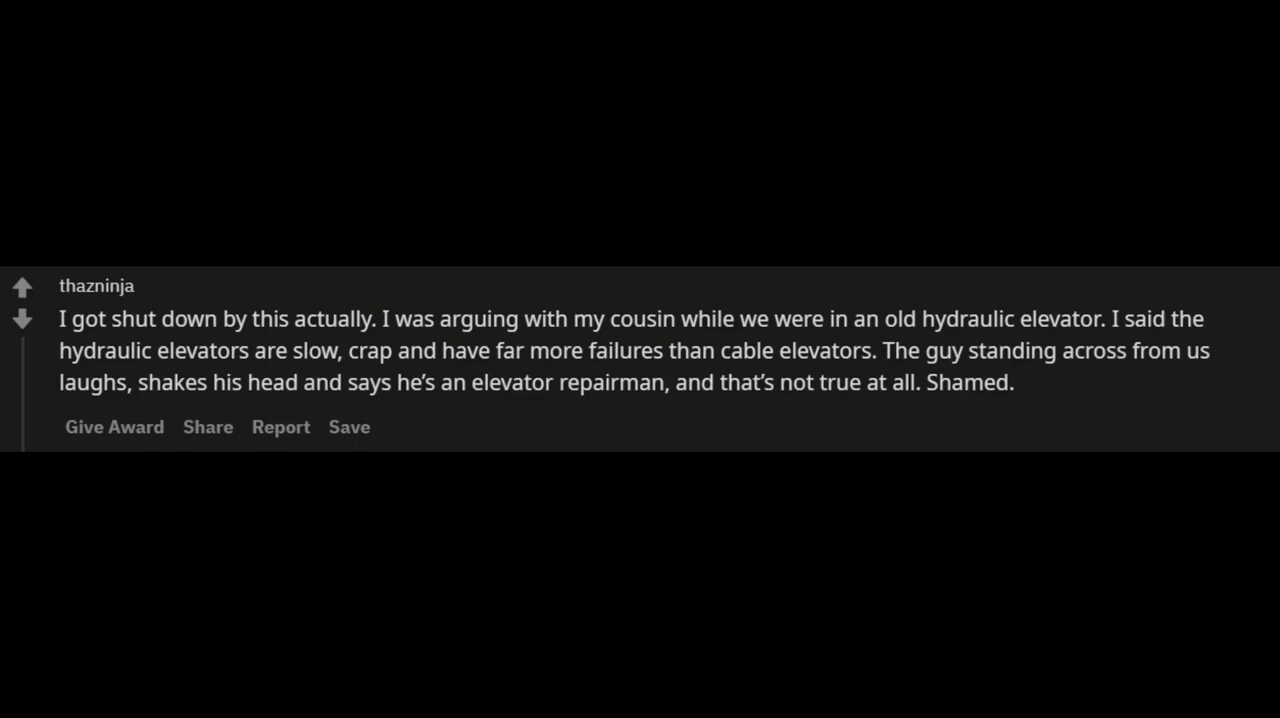 thazninja
I got shut down by this actually. I was arguing with my cousin while we were in an old hydraulic elevator. I said the
hydraulic elevators are slow, crap and have far more failures than cable elevators. The guy standing across from us
laughs, shakes his head and says he’s an elevator repairman, and that’s not true at all. Shamed.
Give Award Share Report Save